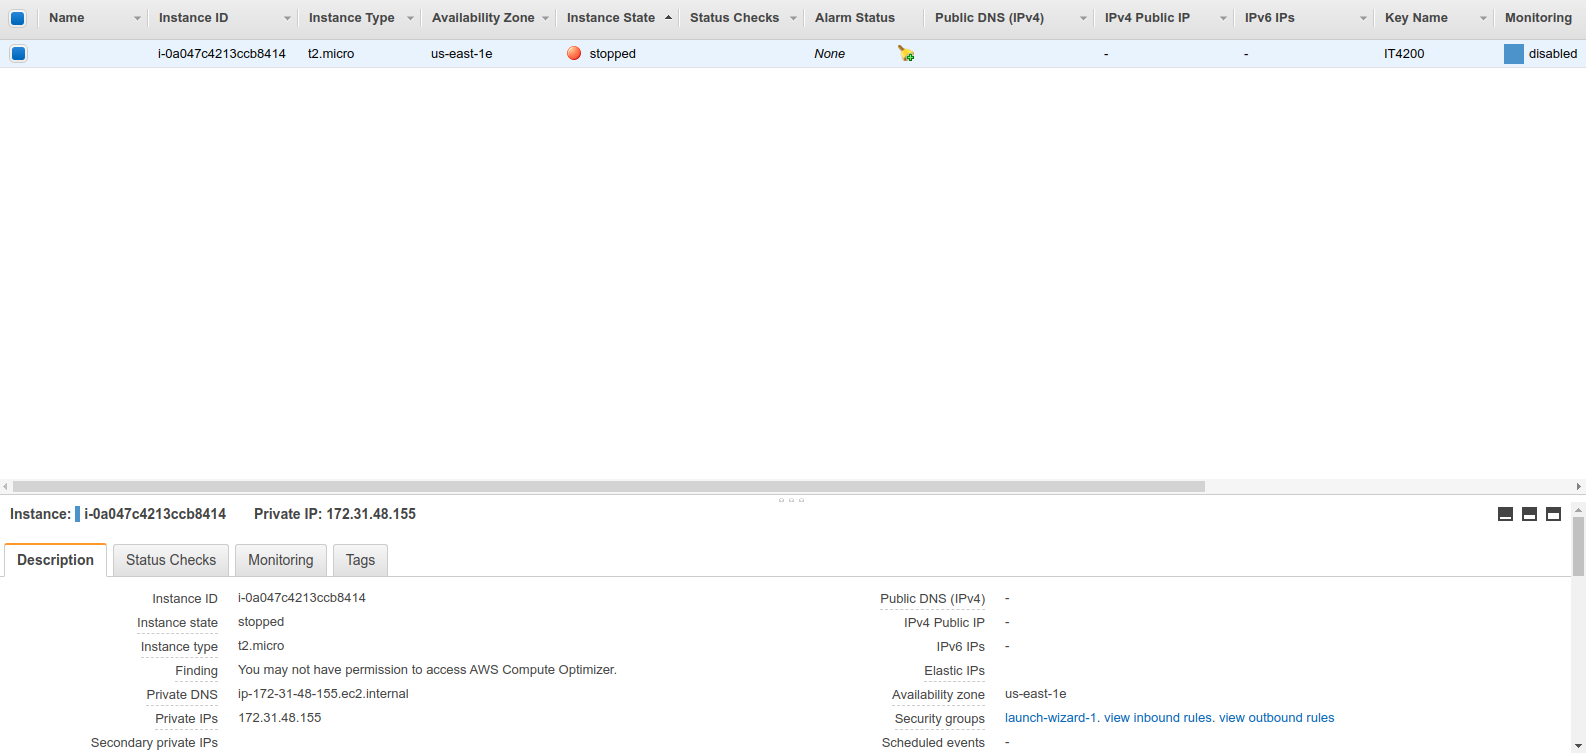 Name Instance ID Instance Type Availability Zone Instance State Status Checks Alarm Status Public DNS (IPv4) IPv4 Public IP IPv6 IPs Key Name Monitoring
i-0a047c4213ccb8414 t2.micro us-east-1e stopped None - - IT4200 disabled
Instance: i-0a047c4213ccb8414 Private IP: 172.31.48.155
Description Status Checks Monitoring Tags
Instance ID i-0a047c4213ccb8414 Public DNS (IPv4) -
Instance state stopped IPv4 Public IP -
Instance type t2.micro IPv6 IPs -
Finding You may not have permission to access AWS Compute Optimizer. Elastic IPs
Private DNS ip-172-31-48-155.ec2.internal Availability zone us-east-1e
Private IPs 172.31.48.155 Security groups launch-wizard-1. view inbound rules. view outbound rules
Secondary private IPs Scheduled events -